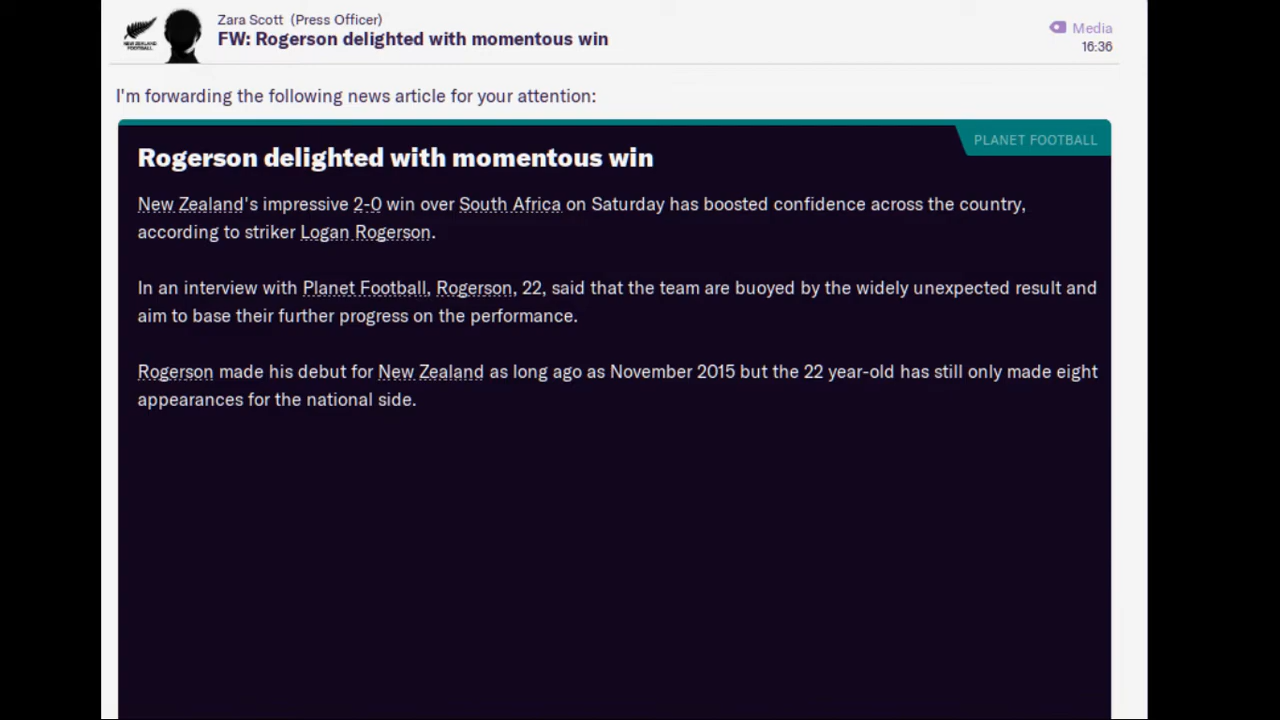 Zara Scott (Press Officer)
FW: Rogerson delighted with momentous win
Media
16:36
NEW ZEALAND
FOOTBALL
I'm forwarding the following news article for your attention:
PLANET FOOTBALL
Rogerson delighted with momentous win
New Zealand's impressive 2-0 win over South Africa on Saturday has boosted confidence across the country,
according to striker Logan Rogerson.
In an interview with Planet Football, Rogerson, 22, said that the team are buoyed by the widely unexpected result and
aim to base their further progress on the performance.
Rogerson made his debut for New Zealand as long ago as November 2015 but the 22 year-old has still only made eight
appearances for the national side.